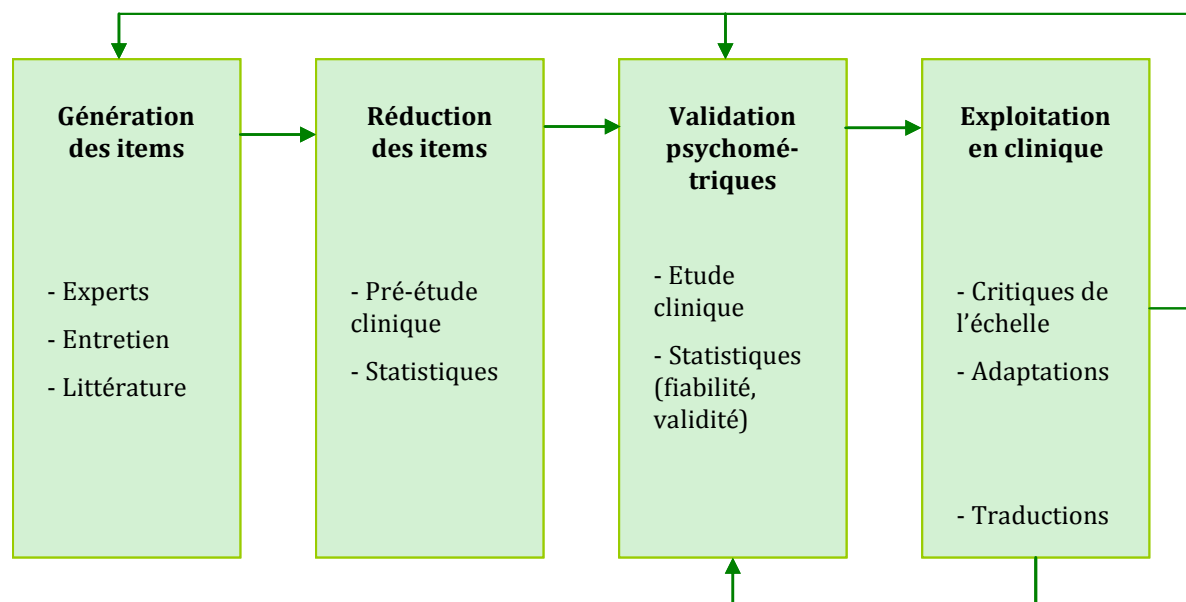 Génération
des items
- Experts
- Entretien
- Littérature
Réduction
des items
- Pré-étude
clinique
- Statistiques
Validation
psychomé-
triques
- Etude
clinique
- Statistiques
(fiabilité,
validité)
Exploitation
en clinique
- Critiques de
l’échelle
- Adaptations
- Traductions